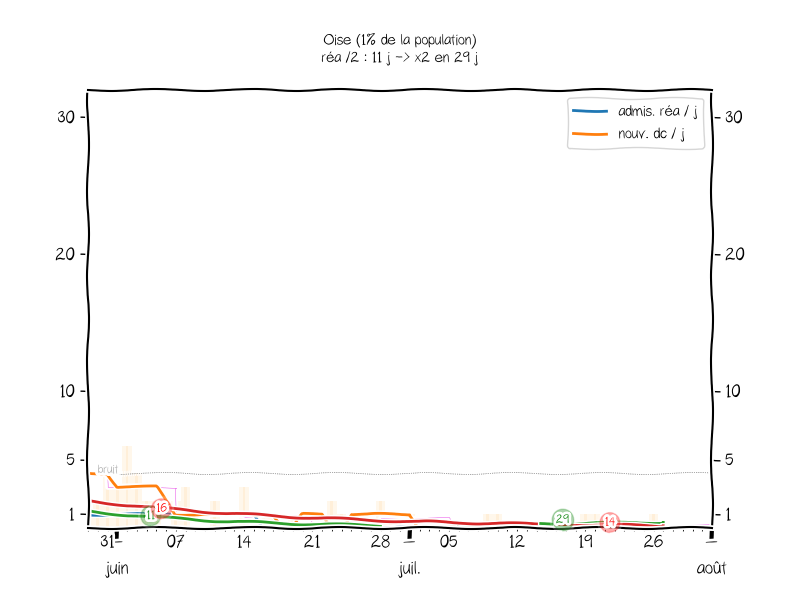 Oise (1% de la population)
réa /2 : 11 j -> x2 en 29 j
admis. réa / j
nouv. dc / j
30 30
20 20
10 10
5 5
bruit
1 1
11 16 29 14
31 07 14 21 28 05 12 19 26
juin juil. août